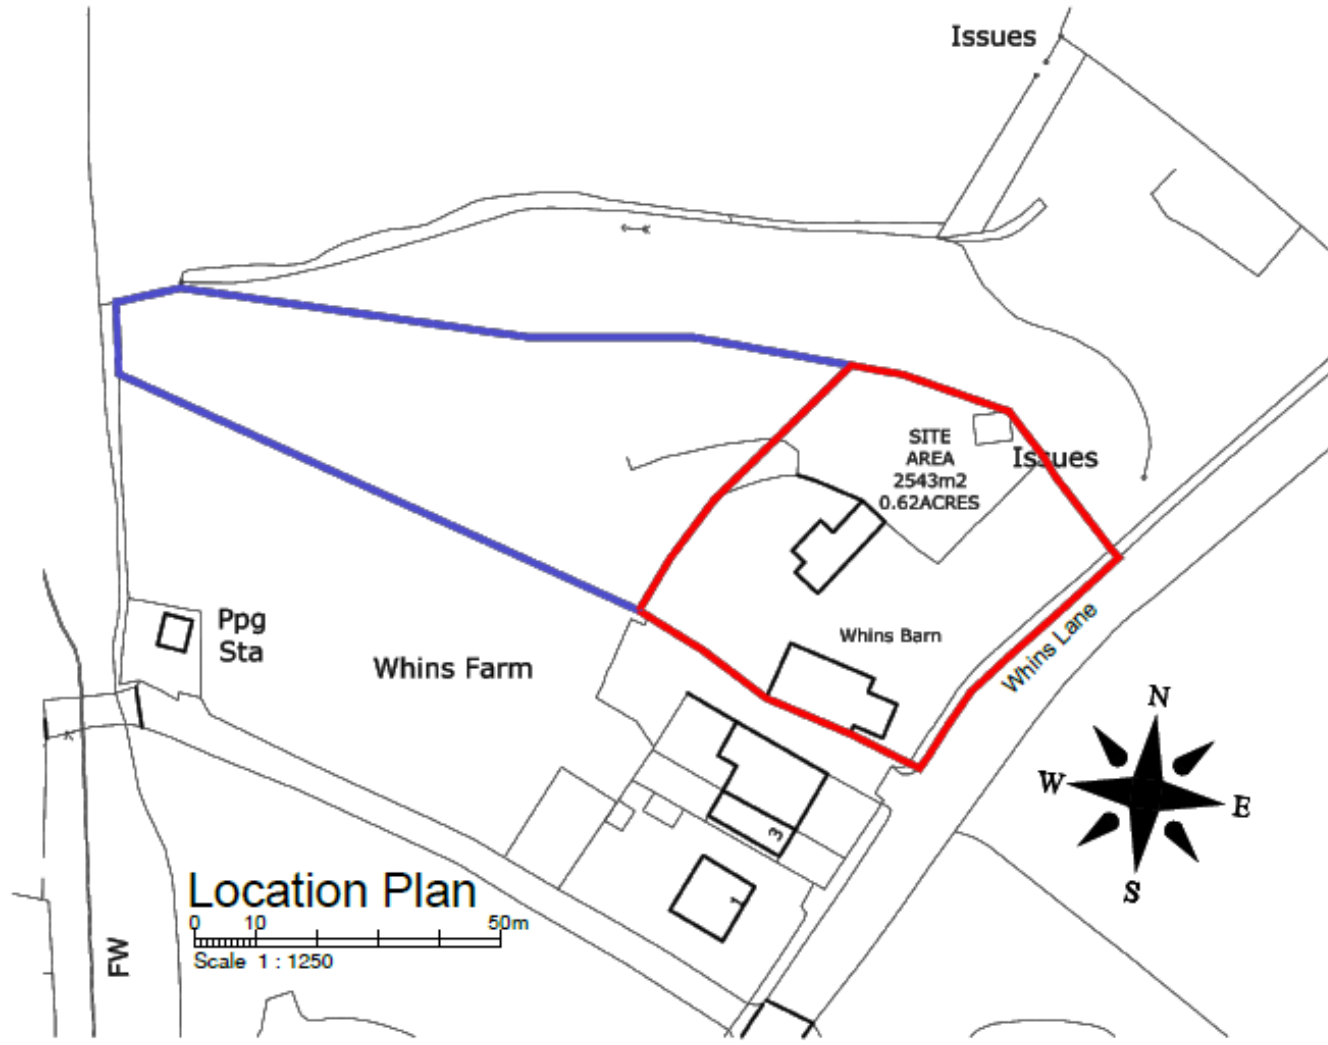 Issues
SITE
AREA
2543m2
0.62ACRES
Issues
Ppg
Sta
Whins Farm
Whins Barn
Whins Lane
N
W
E
S
3
1
Location Plan
0 10 50m
Scale 1 : 1250
FW